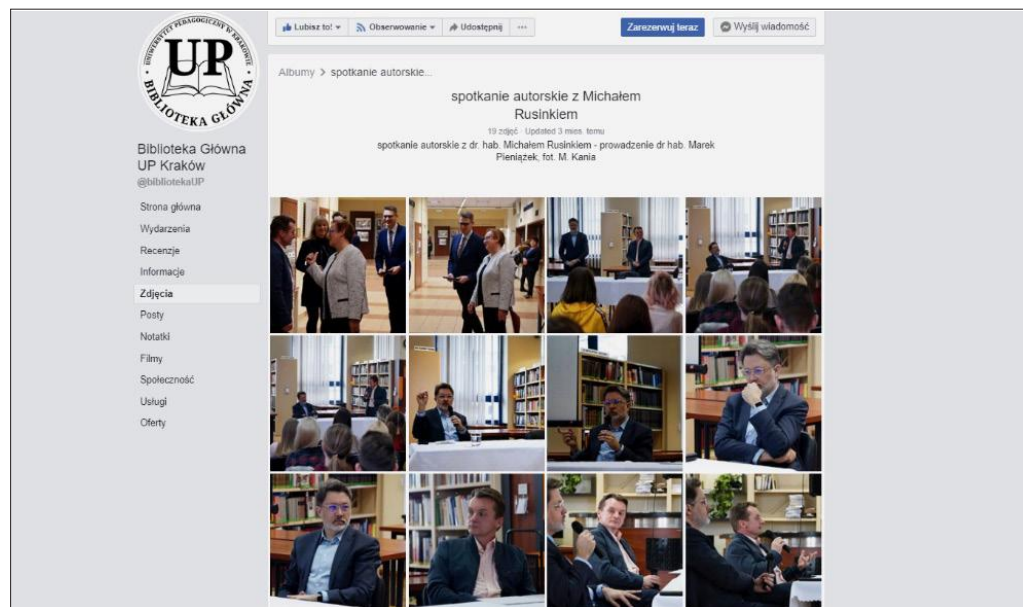 UNIWERSYTET PEDAGOGICZNY W KRAKOWIE
UP
BIBLIOTEKA GŁÓWNA
Biblioteka Główna
UP Kraków
@bibliotekaUP
Strona główna
Wydarzenia
Recenzje
Informacje
Zdjęcia
Posty
Notatki
Filmy
Społeczność
Usługi
Oferty
Lubisz to! Obserwowanie Udostępnij ... Zarezerwuj teraz Wyślij wiadomość
Albumy > spotkanie autorskie...
spotkanie autorskie z Michałem
Rusinkiem
19 zdjęć · Updated 3 mies. temu
spotkanie autorskie z dr. hab. Michałem Rusinkiem - prowadzenie dr hab. Marek
Pieniążek, fot. M. Kania